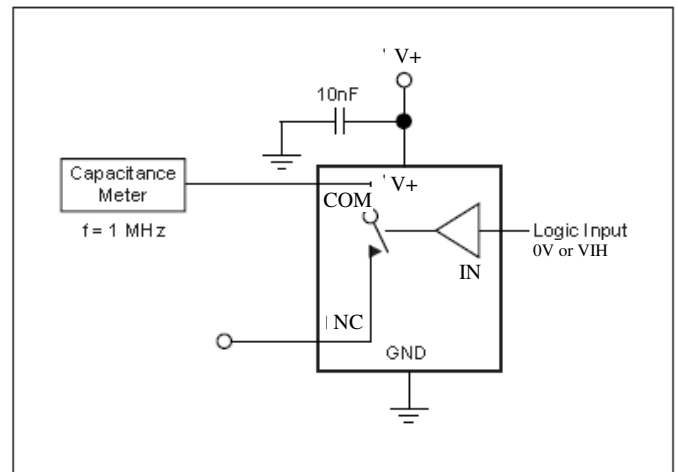 ' V+
10nF
Capacitance
Meter
f = 1 MHz
' V+
COM
Logic Input
0V or VIH
IN
NC
GND